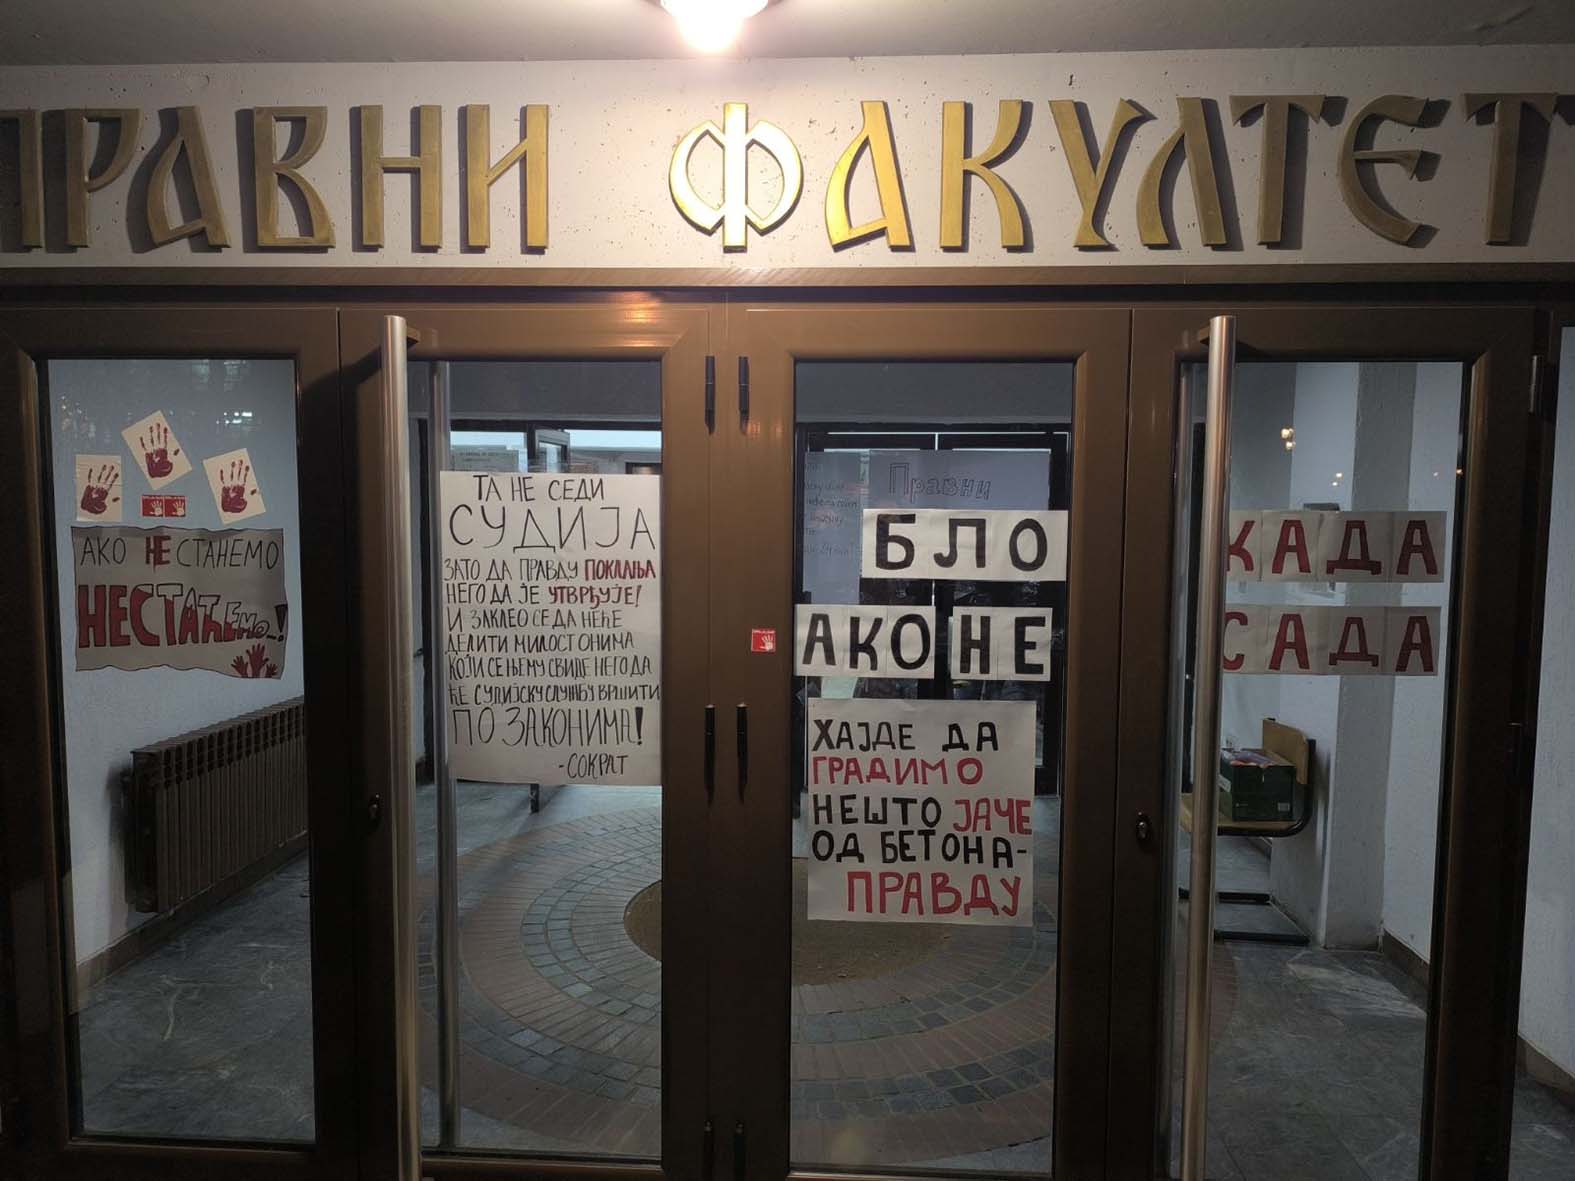 ПРАВНИ ФАКУЛТЕТ
АКО НЕ СТАНЕМО
НЕСТАЋЕМО...!
ТА НЕ СЕДИ
СУДИЈА
ЗАТО ДА ПРАВДУ ПОКЛАЊА
НЕГО ДА ЈЕ УТВРЂУЈЕ!
И ЗАКЛЕО СЕ ДА НЕЋЕ
ДЕЛИТИ МИЛОСТ ОНИМА
КОЈИ СЕ ЊЕМУ СВИДЕ НЕГО ДА
ЋЕ СУДИЈСКУ СЛУЖБУ ВРШИТИ
ПО ЗАКОНИМА!
-СОКРАТ
Правни
БЛО КАДА
АКО НЕ САДА
ХАЈДЕ ДА
ГРАДИМО
НЕШТО ЈАЧЕ
ОД БЕТОНА-
ПРАВДУ